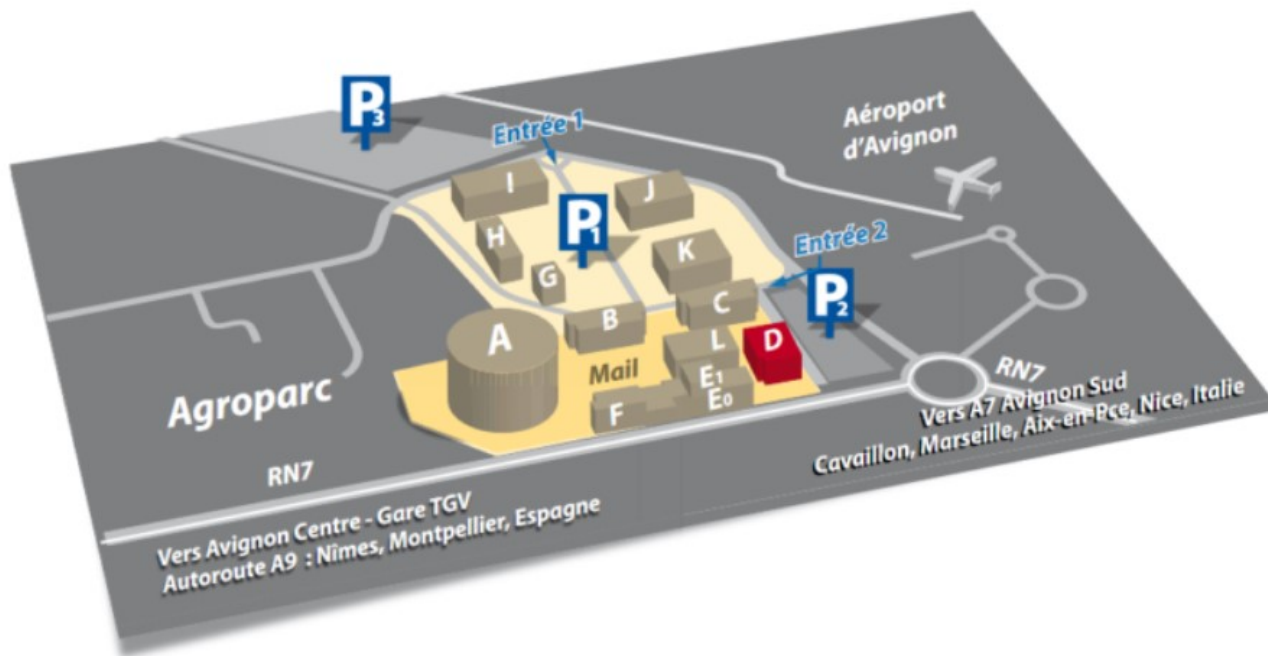 P3
Entrée 1
Aéroport
d'Avignon
I
J
H
P1
Entrée 2
K
G
C
P2
B
A
L
D
Mail
E1
E0
F
Agroparc
RN7
Vers A7 Avignon Sud
Cavaillon, Marseille, Aix-en-Pce, Nice, Italie
RN7
Vers Avignon Centre - Gare TGV
Autoroute A9 : Nîmes, Montpellier, Espagne